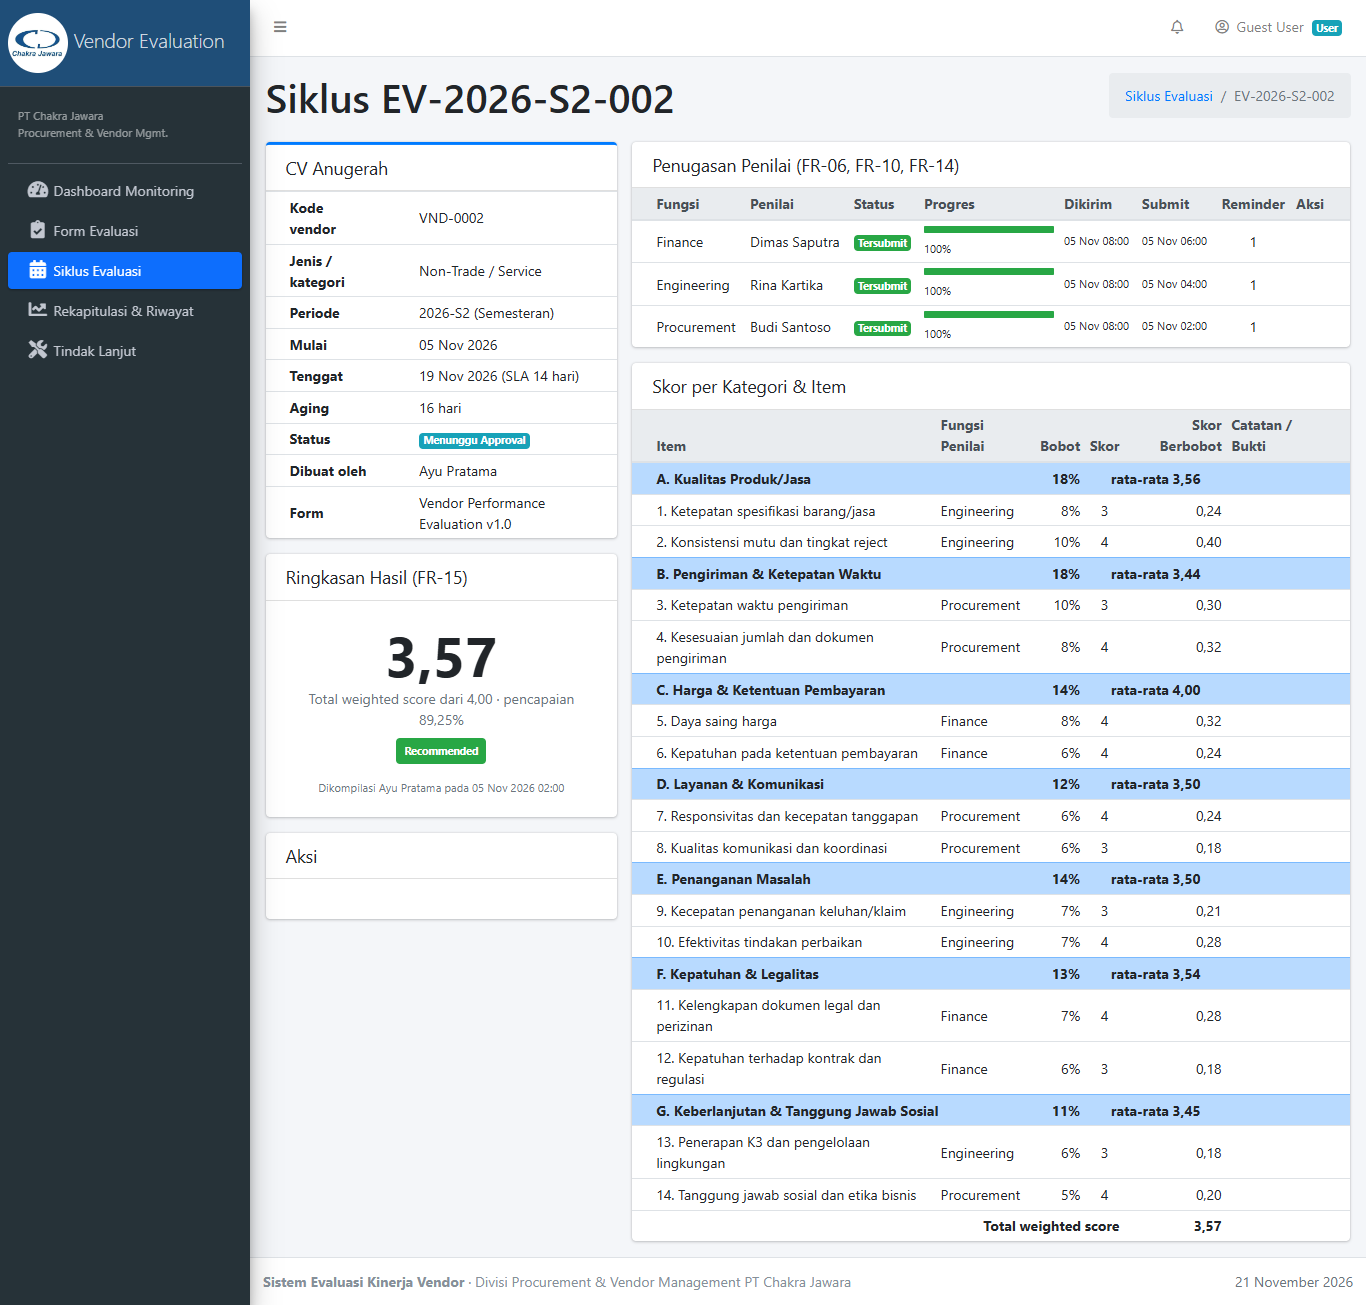 Chakra Jawara
Vendor Evaluation
PT Chakra Jawara
Procurement & Vendor Mgmt.
Dashboard Monitoring
Form Evaluasi
Siklus Evaluasi
Rekapitulasi & Riwayat
Tindak Lanjut
Guest User User
Siklus EV-2026-S2-002
Siklus Evaluasi / EV-2026-S2-002
CV Anugerah
Kode vendor VND-0002
Jenis / kategori Non-Trade / Service
Periode 2026-S2 (Semesteran)
Mulai 05 Nov 2026
Tenggat 19 Nov 2026 (SLA 14 hari)
Aging 16 hari
Status Menunggu Approval
Dibuat oleh Ayu Pratama
Form Vendor Performance Evaluation v1.0
Ringkasan Hasil (FR-15)
3,57
Total weighted score dari 4,00 · pencapaian
89,25%
Recommended
Dikompilasi Ayu Pratama pada 05 Nov 2026 02:00
Aksi
Penugasan Penilai (FR-06, FR-10, FR-14)
Fungsi Penilai Status Progres Dikirim Submit Reminder Aksi
Finance Dimas Saputra Tersubmit 100% 05 Nov 08:00 05 Nov 06:00 1
Engineering Rina Kartika Tersubmit 100% 05 Nov 08:00 05 Nov 04:00 1
Procurement Budi Santoso Tersubmit 100% 05 Nov 08:00 05 Nov 02:00 1
Skor per Kategori & Item
Item Fungsi Penilai Bobot Skor Skor Berbobot Catatan / Bukti
A. Kualitas Produk/Jasa 18% rata-rata 3,56
1. Ketepatan spesifikasi barang/jasa Engineering 8% 3 0,24
2. Konsistensi mutu dan tingkat reject Engineering 10% 4 0,40
B. Pengiriman & Ketepatan Waktu 18% rata-rata 3,44
3. Ketepatan waktu pengiriman Procurement 10% 3 0,30
4. Kesesuaian jumlah dan dokumen pengiriman Procurement 8% 4 0,32
C. Harga & Ketentuan Pembayaran 14% rata-rata 4,00
5. Daya saing harga Finance 8% 4 0,32
6. Kepatuhan pada ketentuan pembayaran Finance 6% 4 0,24
D. Layanan & Komunikasi 12% rata-rata 3,50
7. Responsivitas dan kecepatan tanggapan Procurement 6% 4 0,24
8. Kualitas komunikasi dan koordinasi Procurement 6% 3 0,18
E. Penanganan Masalah 14% rata-rata 3,50
9. Kecepatan penanganan keluhan/klaim Engineering 7% 3 0,21
10. Efektivitas tindakan perbaikan Engineering 7% 4 0,28
F. Kepatuhan & Legalitas 13% rata-rata 3,54
11. Kelengkapan dokumen legal dan perizinan Finance 7% 4 0,28
12. Kepatuhan terhadap kontrak dan regulasi Finance 6% 3 0,18
G. Keberlanjutan & Tanggung Jawab Sosial 11% rata-rata 3,45
13. Penerapan K3 dan pengelolaan lingkungan Engineering 6% 3 0,18
14. Tanggung jawab sosial dan etika bisnis Procurement 5% 4 0,20
Total weighted score 3,57
Sistem Evaluasi Kinerja Vendor · Divisi Procurement & Vendor Management PT Chakra Jawara
21 November 2026